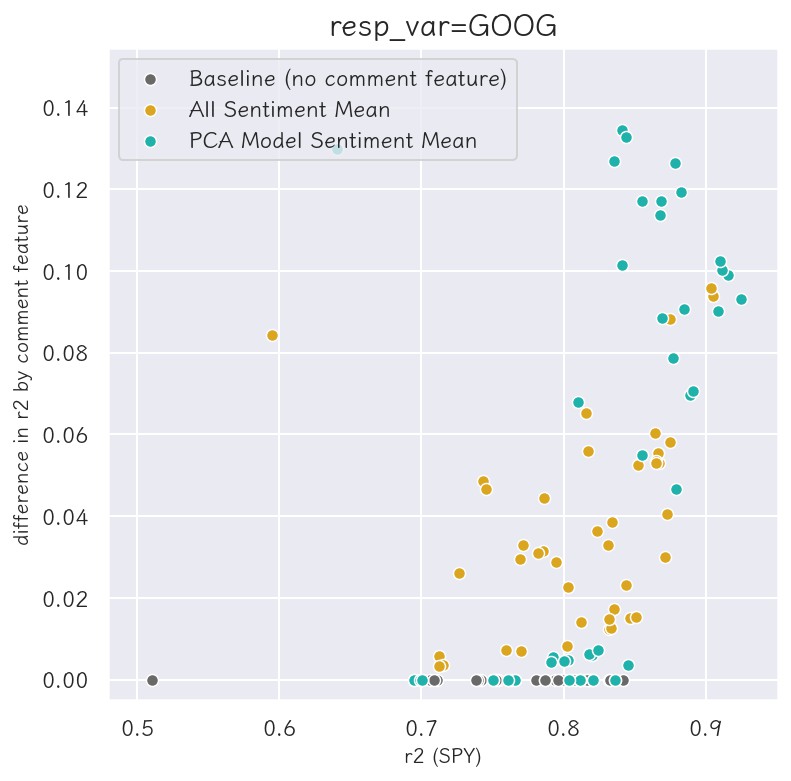 resp_var=GOOG
Baseline (no comment feature)
All Sentiment Mean
PCA Model Sentiment Mean
difference in r2 by comment feature
0.14
0.12
0.10
0.08
0.06
0.04
0.02
0.00
0.5 0.6 0.7 0.8 0.9
r2 (SPY)